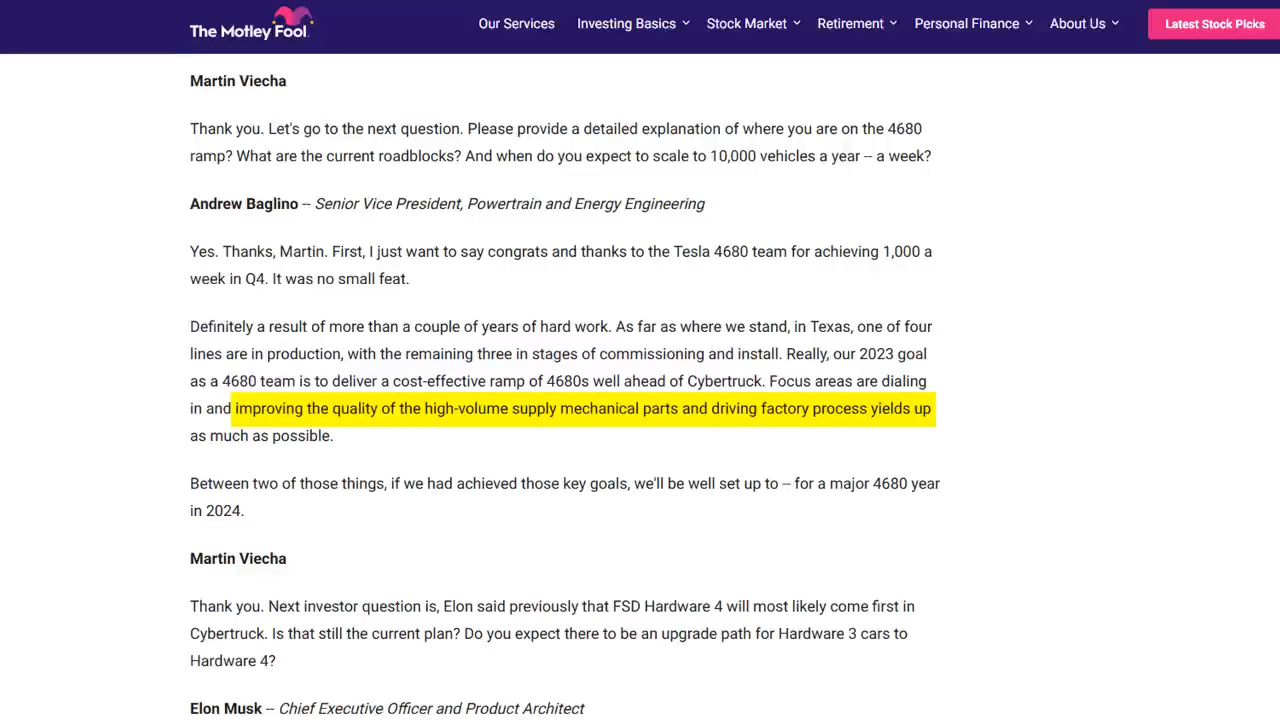 The Motley Fool
Our Services Investing Basics Stock Market Retirement Personal Finance About Us Latest Stock Picks
Martin Viecha
Thank you. Let's go to the next question. Please provide a detailed explanation of where you are on the 4680
ramp? What are the current roadblocks? And when do you expect to scale to 10,000 vehicles a year -- a week?
Andrew Baglino -- Senior Vice President, Powertrain and Energy Engineering
Yes. Thanks, Martin. First, I just want to say congrats and thanks to the Tesla 4680 team for achieving 1,000 a
week in Q4. It was no small feat.
Definitely a result of more than a couple of years of hard work. As far as where we stand, in Texas, one of four
lines are in production, with the remaining three in stages of commissioning and install. Really, our 2023 goal
as a 4680 team is to deliver a cost-effective ramp of 4680s well ahead of Cybertruck. Focus areas are dialing
in and improving the quality of the high-volume supply mechanical parts and driving factory process yields up
as much as possible.
Between two of those things, if we had achieved those key goals, we'll be well set up to -- for a major 4680 year
in 2024.
Martin Viecha
Thank you. Next investor question is, Elon said previously that FSD Hardware 4 will most likely come first in
Cybertruck. Is that still the current plan? Do you expect there to be an upgrade path for Hardware 3 cars to
Hardware 4?
Elon Musk -- Chief Executive Officer and Product Architect